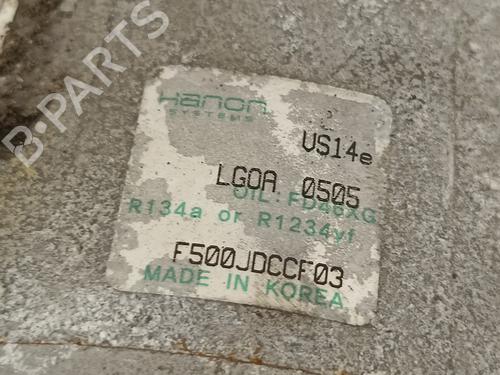 B-PARTS
Hanon
SYSTEMS
VS14e
LGOA 0505
OIL: FD46XG
R134a or R1234yf
F500JDCCF03
MADE IN KOREA